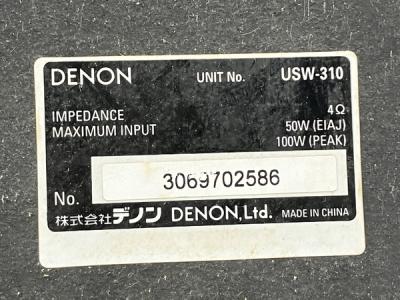 DENON UNIT No. USW-310
IMPEDANCE 4Ω
MAXIMUM INPUT 50W (EIAJ)
100W (PEAK)
No. 3069702586
株式会社デノン DENON,Ltd. MADE IN CHINA